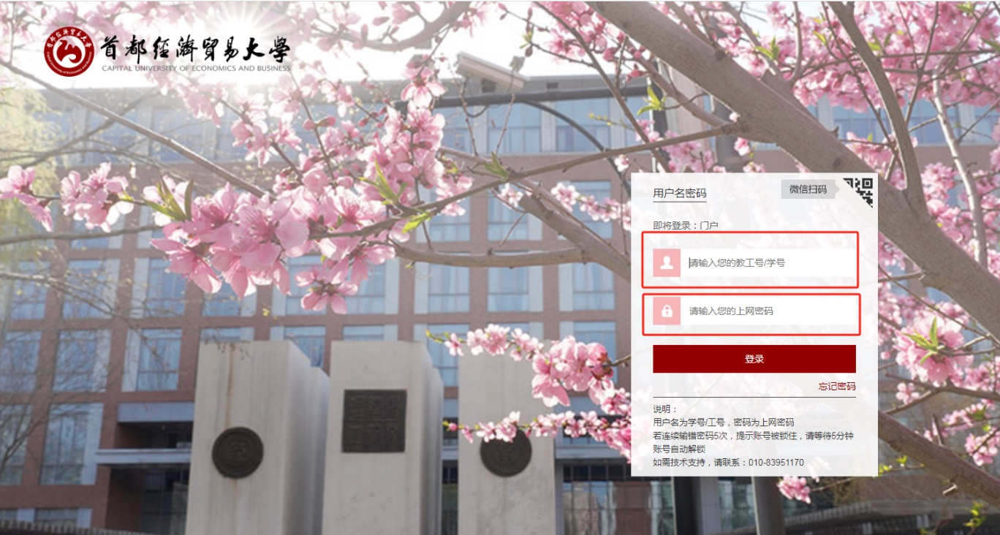 首都經濟貿易大學
CAPITAL UNIVERSITY OF ECONOMICS AND BUSINESS
用户名密码
微信扫码
即将登录：门户
请输入您的教工号/学号
请输入您的上网密码
登录
忘记密码
说明：
用户名为学号/工号，密码为上网密码
若连续输错密码5次，提示账号被锁住，请等待5分钟
账号自动解锁
如需技术支持，请联系：010-83951170